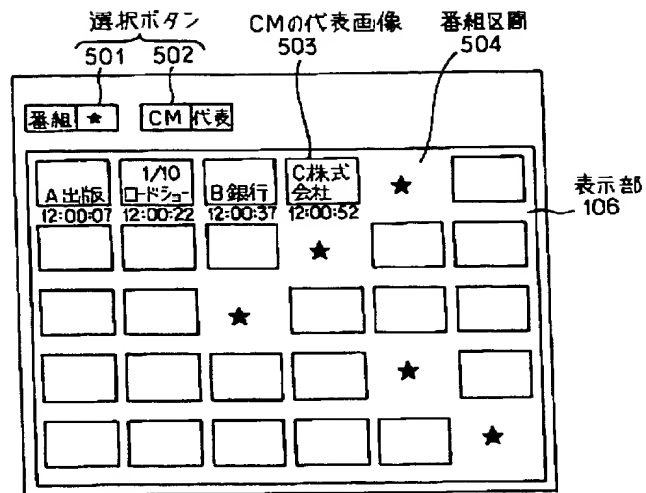 選択ボタン
501 502
CMの代表画像
503
番組区間
504
番組 ★ CM 代表
A出版
12:00:07
1/10
ロードショー
12:00:22
B銀行
12:00:37
C株式
会社
12:00:52
★
表示部
106
★
★
★
★